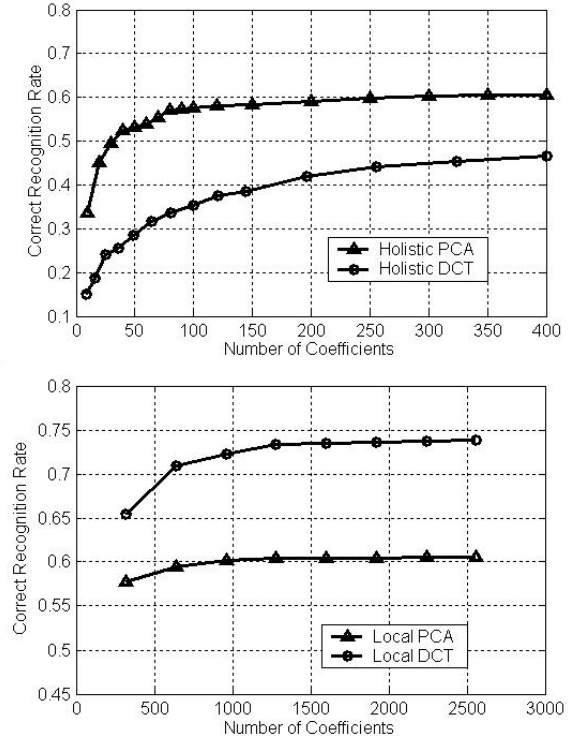 0.8
0.7
0.6
0.5
0.4
0.3
0.2
0.1
Correct Recognition Rate
Holistic PCA
Holistic DCT
0 50 100 150 200 250 300 350 400
Number of Coefficients
0.8
0.75
0.7
0.65
0.6
0.55
0.5
0.45
Correct Recognition Rate
Local PCA
Local DCT
0 500 1000 1500 2000 2500 3000
Number of Coefficients